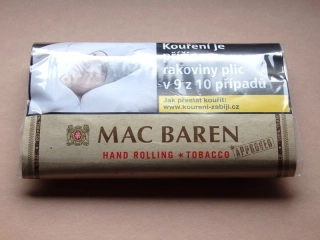 Kouření je
rakoviny plic
v 9 z 10 případů
Jak přestat kouřit:
www.koureni-zabiji.cz
MAC BAREN
HAND ROLLING ★ TOBACCO
APPROVED